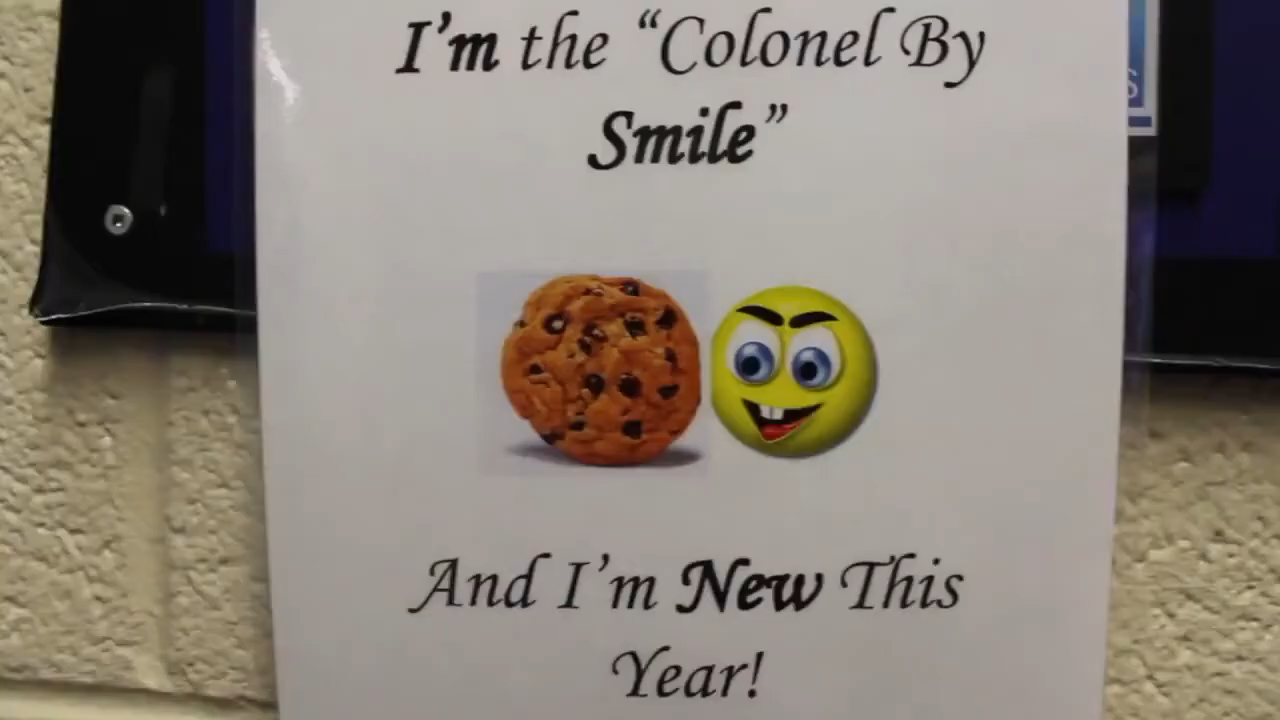 I'm the “Colonel By
Smile”
And I'm New This
Year!